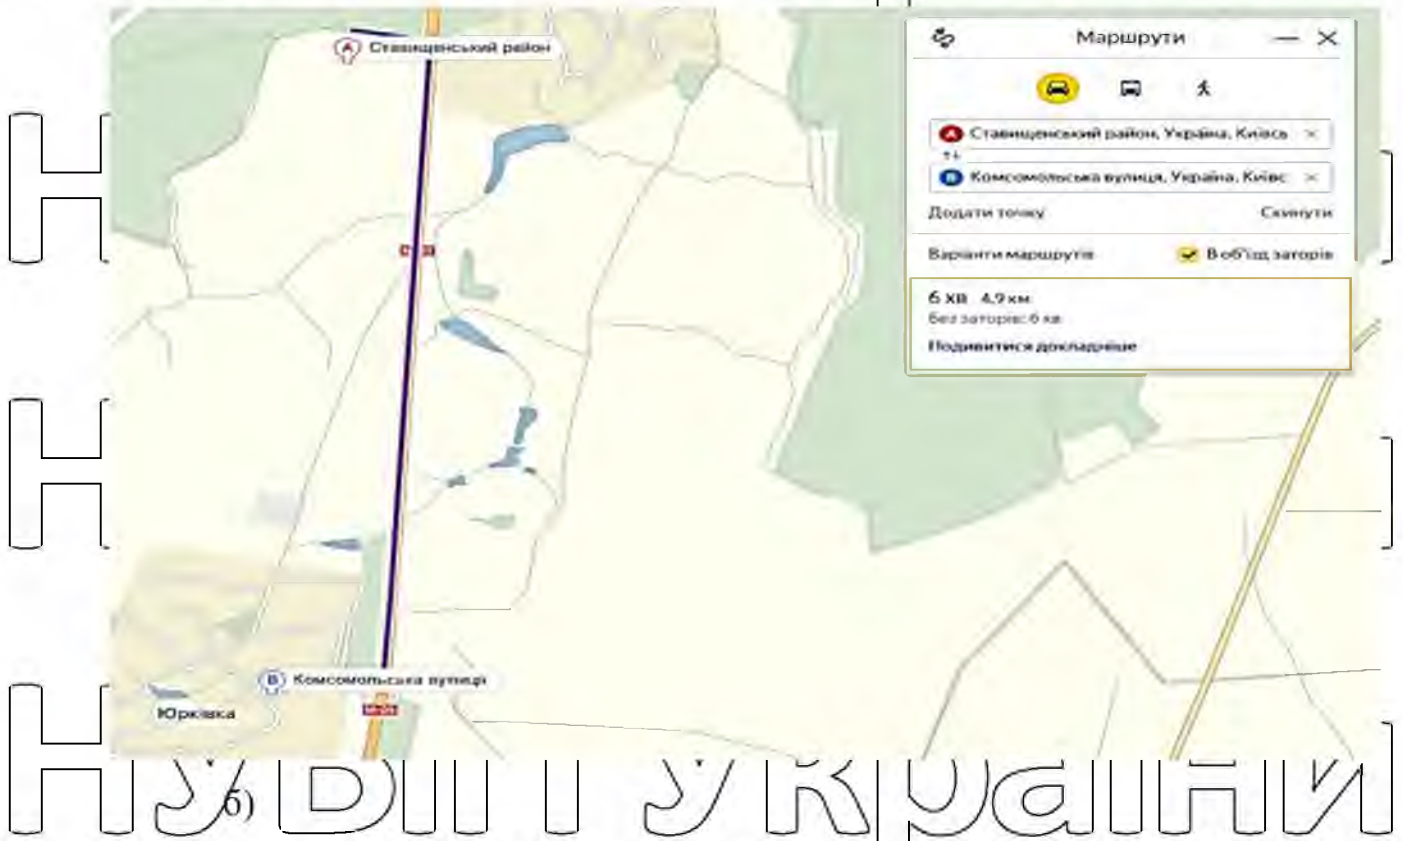 Ставищенський район
Маршрути
Ставищенський район, Україна, Київсь
Комсомольська вулиця, Україна, Київс
Додати точку
Скинути
Варіанти маршрутів
В об'їзд заторів
6 хв 4,9 км
Без заторів: 6 хв
Подивитися докладніше
Комсомольська вулиця
Юрківка
НУБІП України
б)